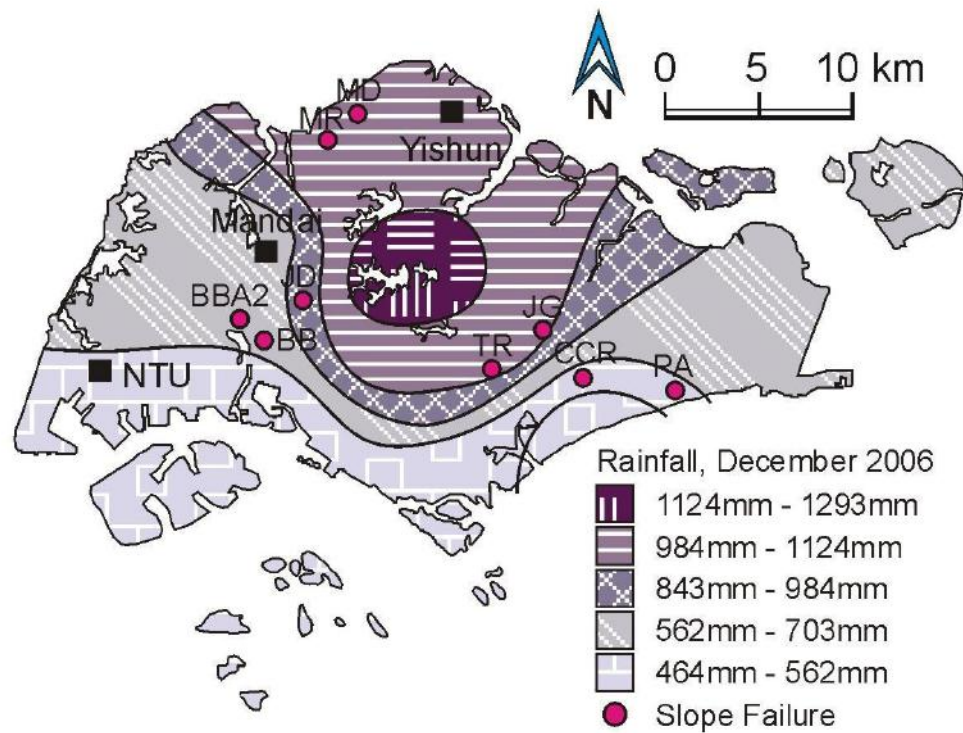 0 5 10 km
N
MD
MR
Yishun
Mandai
JD
BBA2
BB
JG
TR
CCR
PA
NTU
Rainfall, December 2006
1124mm - 1293mm
984mm - 1124mm
843mm - 984mm
562mm - 703mm
464mm - 562mm
Slope Failure